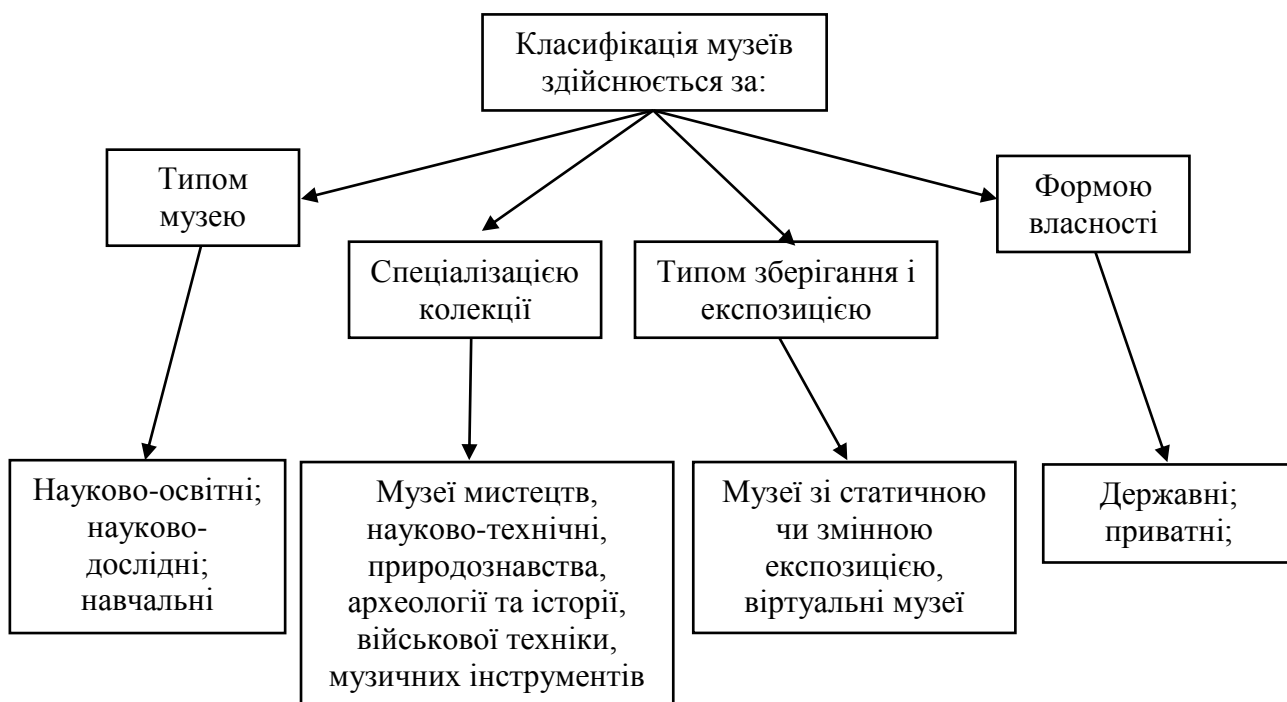 Класифікація музеїв
здійснюється за:
Типом
музею
Спеціалізацією
колекції
Типом зберігання і
експозицією
Формою
власності
Науково-освітні;
науково-
дослідні;
навчальні
Музеї мистецтв,
науково-технічні,
природознавства,
археології та історії,
військової техніки,
музичних інструментів
Музеї зі статичною
чи змінною
експозицією,
віртуальні музеї
Державні;
приватні;